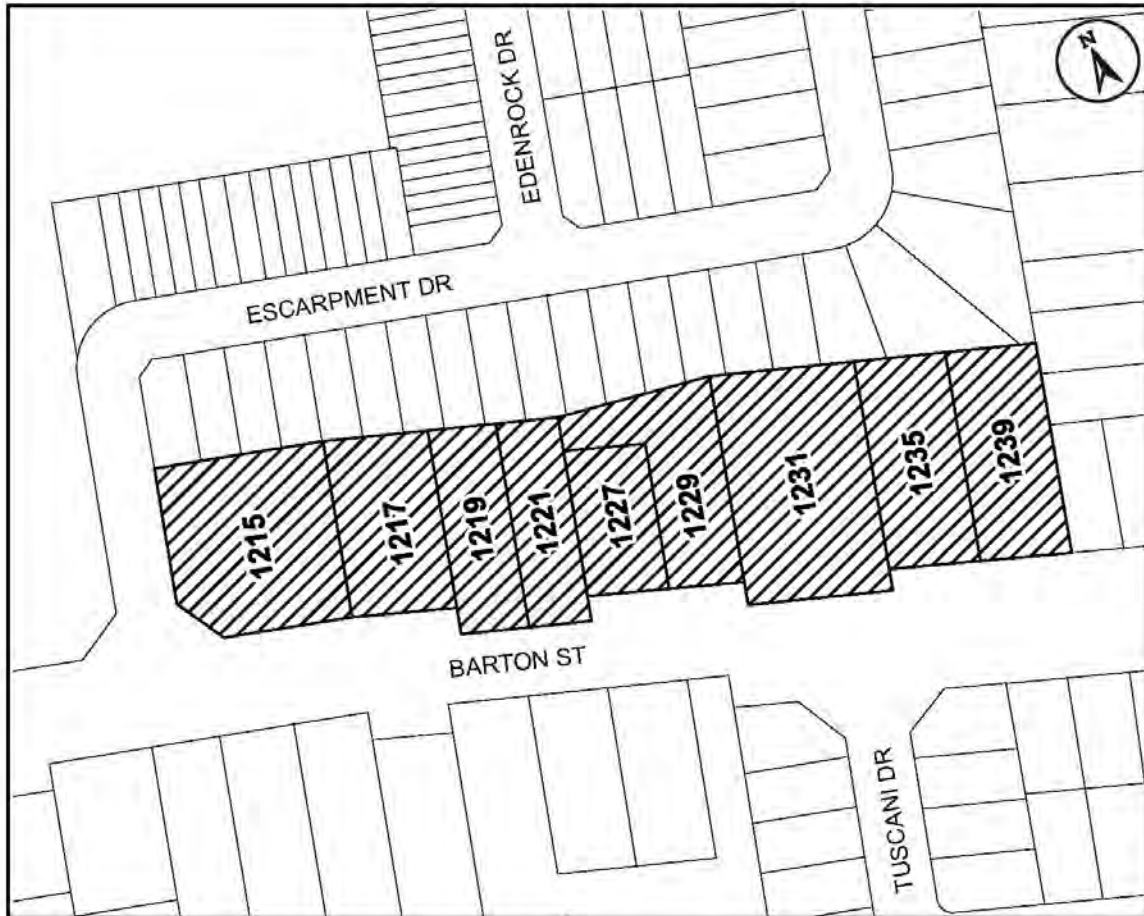 EDENROCK DR
N
ESCARPMENT DR
1215
1217
1219
1221
1227
1229
1231
1235
1239
BARTON ST
TUSCANI DR